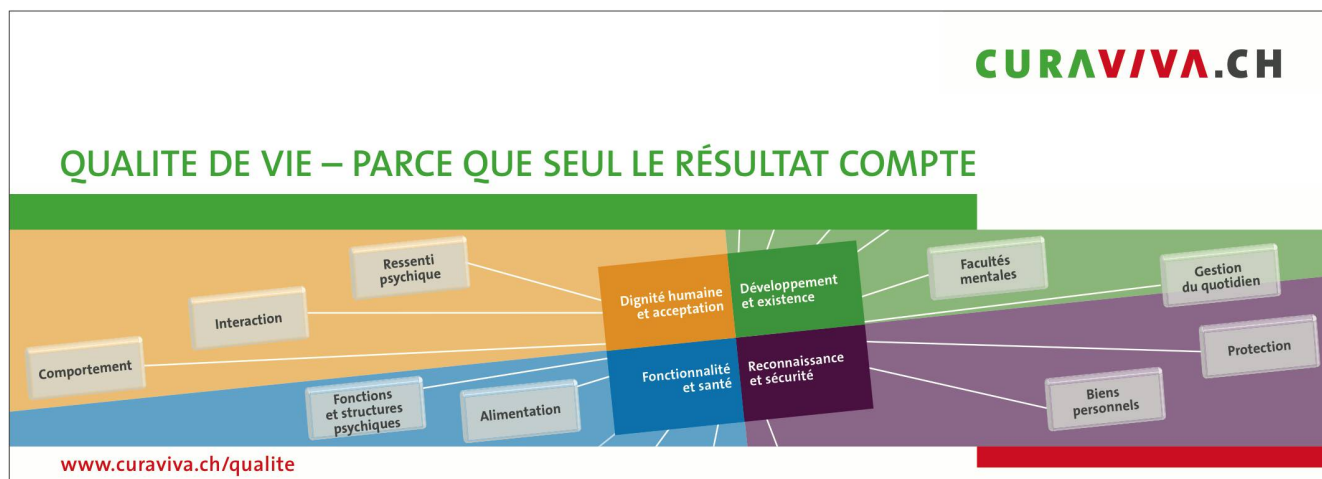 CURAVIVA.CH
QUALITE DE VIE – PARCE QUE SEUL LE RÉSULTAT COMPTE
Ressenti
psychique
Interaction
Comportement
Dignité humaine
et acceptation
Développement
et existence
Facultés
mentales
Gestion
du quotidien
Fonctions
et structures
psychiques
Alimentation
Fonctionnalité
et santé
Reconnaissance
et sécurité
Protection
Biens
personnels
www.curaviva.ch/qualite